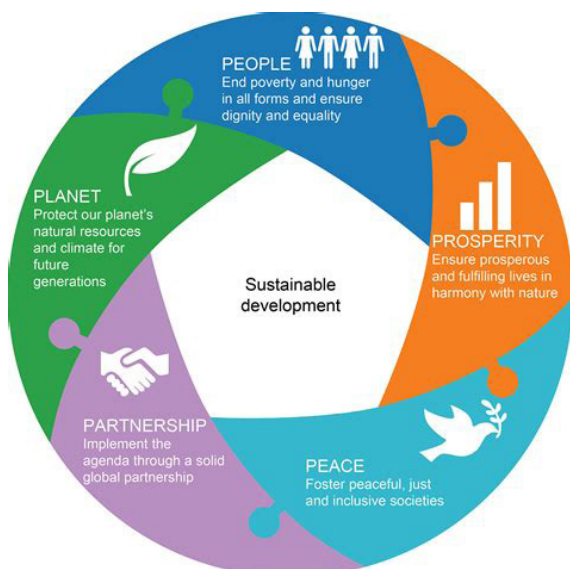 PEOPLE
End poverty and hunger
in all forms and ensure
dignity and equality
PROSPERITY
Ensure prosperous
and fulfilling lives in
harmony with nature
PEACE
Foster peaceful, just
and inclusive societies
PARTNERSHIP
Implement the
agenda through a solid
global partnership
PLANET
Protect our planet's
natural resources
and climate for
future
generations
Sustainable
development